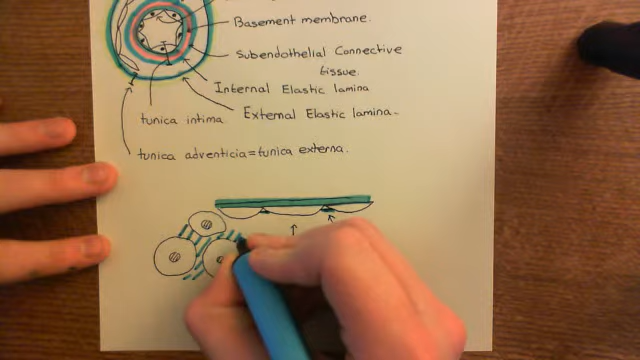 Basement membrane.
Subendothelial Connective
tissue.
Internal Elastic lamina
External Elastic lamina.
tunica intima
tunica adventicia=tunica externa.